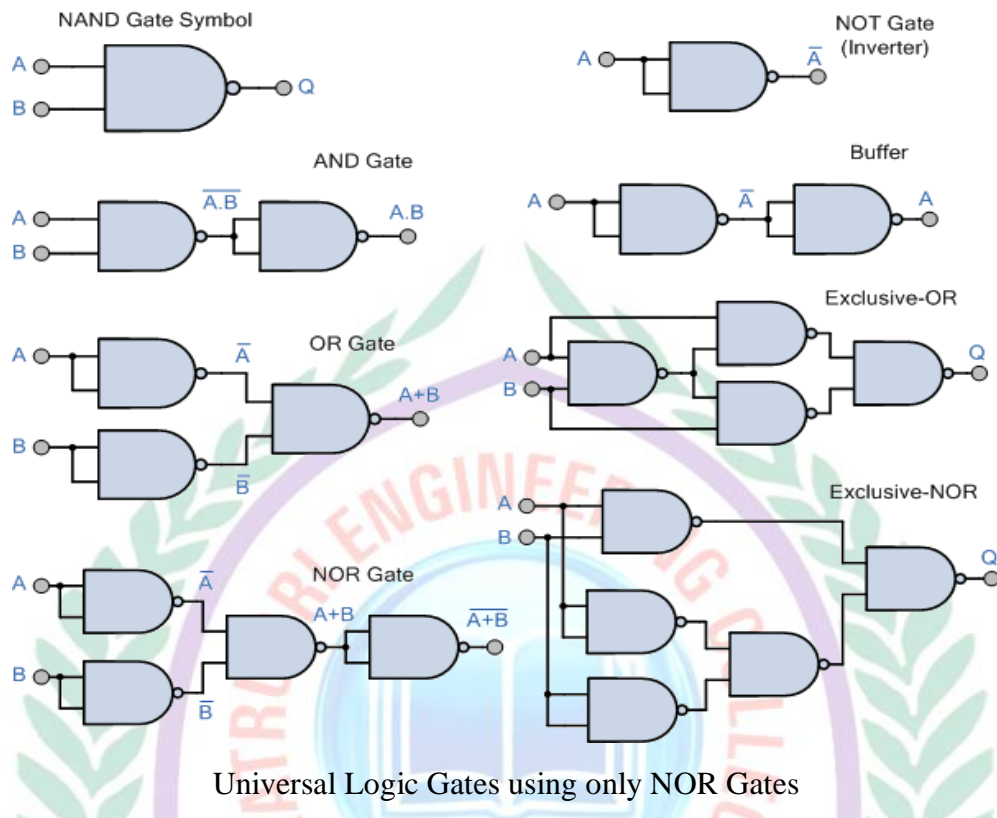 NAND Gate Symbol
A
B
Q
NOT Gate
(Inverter)
A
A̅
AND Gate
A
B
A̅.̅B̅
A.B
Buffer
A
A̅
A
OR Gate
A
B
A̅
B̅
A+B
Exclusive-OR
A
B
Q
NOR Gate
A
B
A̅
B̅
A+B
A̅+̅B̅
Exclusive-NOR
A
B
Q
Universal Logic Gates using only NOR Gates